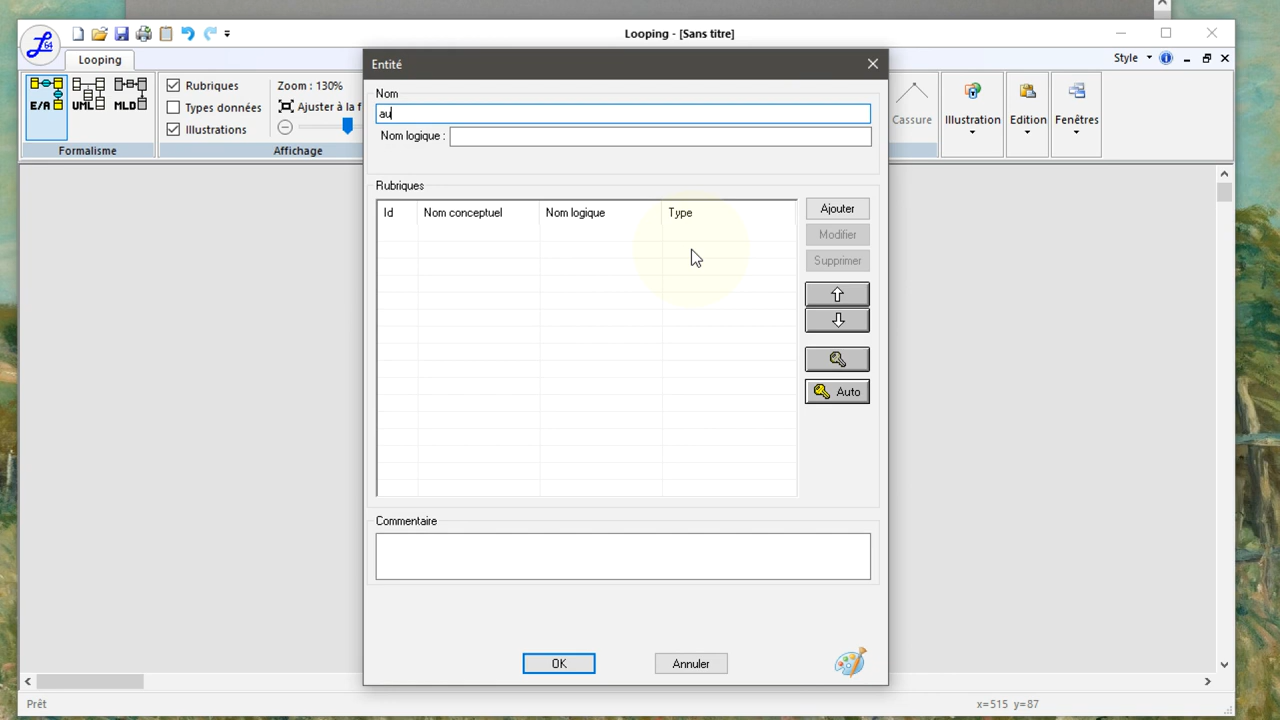 Looping - [Sans titre]
64
Looping
Style
Entité
Nom
au
Nom logique :
Rubriques
Id Nom conceptuel Nom logique Type
Ajouter
Modifier
Supprimer
Auto
Commentaire
OK
Annuler
E/A UML MLD
Formalisme
Rubriques
Types données
Illustrations
Zoom : 130%
Ajuster à la f
Affichage
Cassure
Illustration
Edition
Fenêtres
Prêt
x=515 y=87